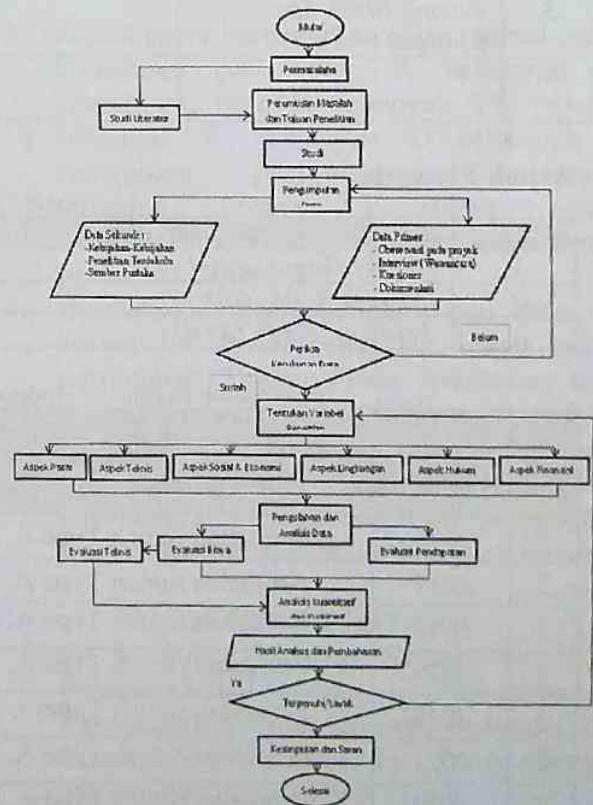 Mulai
Permasalahan
Studi Literatur
Perumusan Masalah
dan Tujuan Penelitian
Studi
Pengumpulan
Data Sekunder :
-Kebijakan-Kebijakan
-Penelitian Terdahulu
-Sumber Pustaka
Data Primer :
- Observasi pada proyek
- Interview (Wawancara)
- Kuesioner
- Dokumentasi
Periksa
Kecukupan Data
Belum
Sudah
Tentukan Variabel
Aspek Pasar
Aspek Teknis
Aspek Sosial & Ekonomi
Aspek Lingkungan
Aspek Hukum
Aspek Finansial
Pengolahan dan
Analisis Data
Evaluasi Teknis
Evaluasi Biaya
Evaluasi Pendapatan
Analisis Kuantitatif
Hasil Analisis dan Pembahasan
Ya
Terpenuhi/Layak
Kesimpulan dan Saran
Selesai